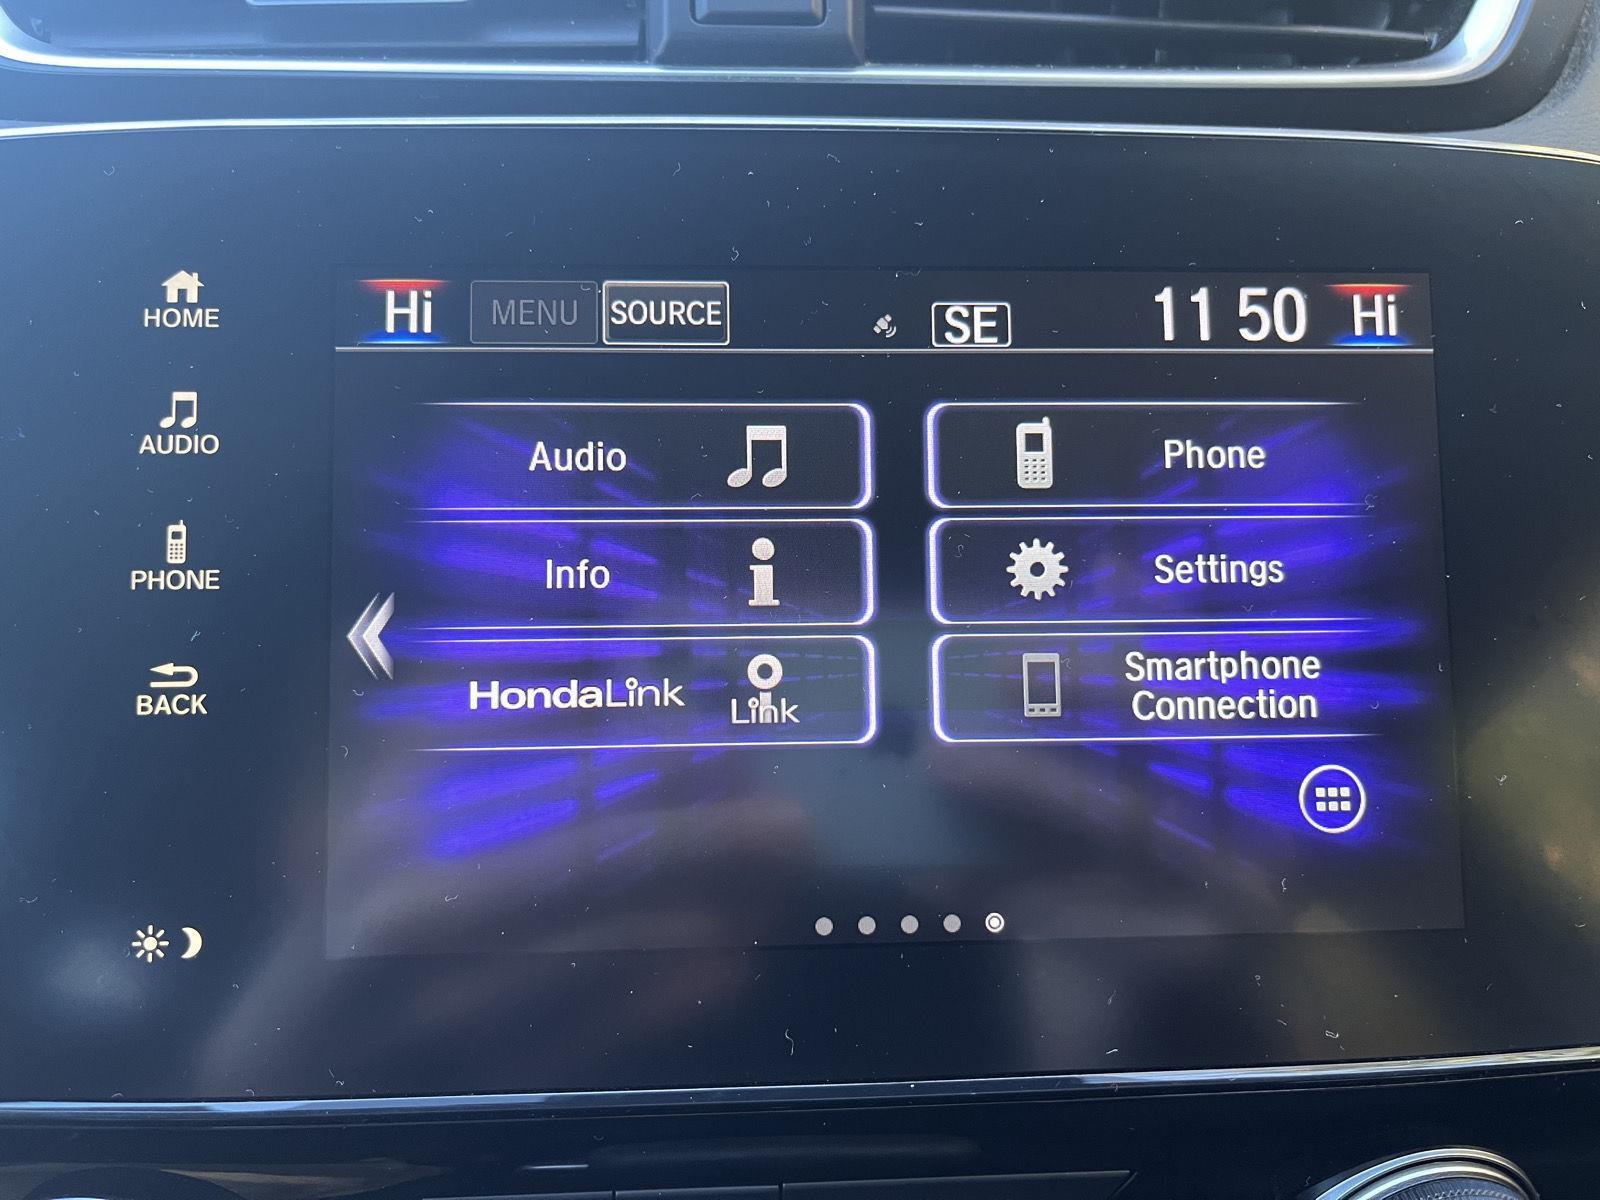 HOME
AUDIO
PHONE
BACK
Hi MENU SOURCE SE 11 50 Hi
Audio
Phone
Info
Settings
HondaLink Link
Smartphone
Connection